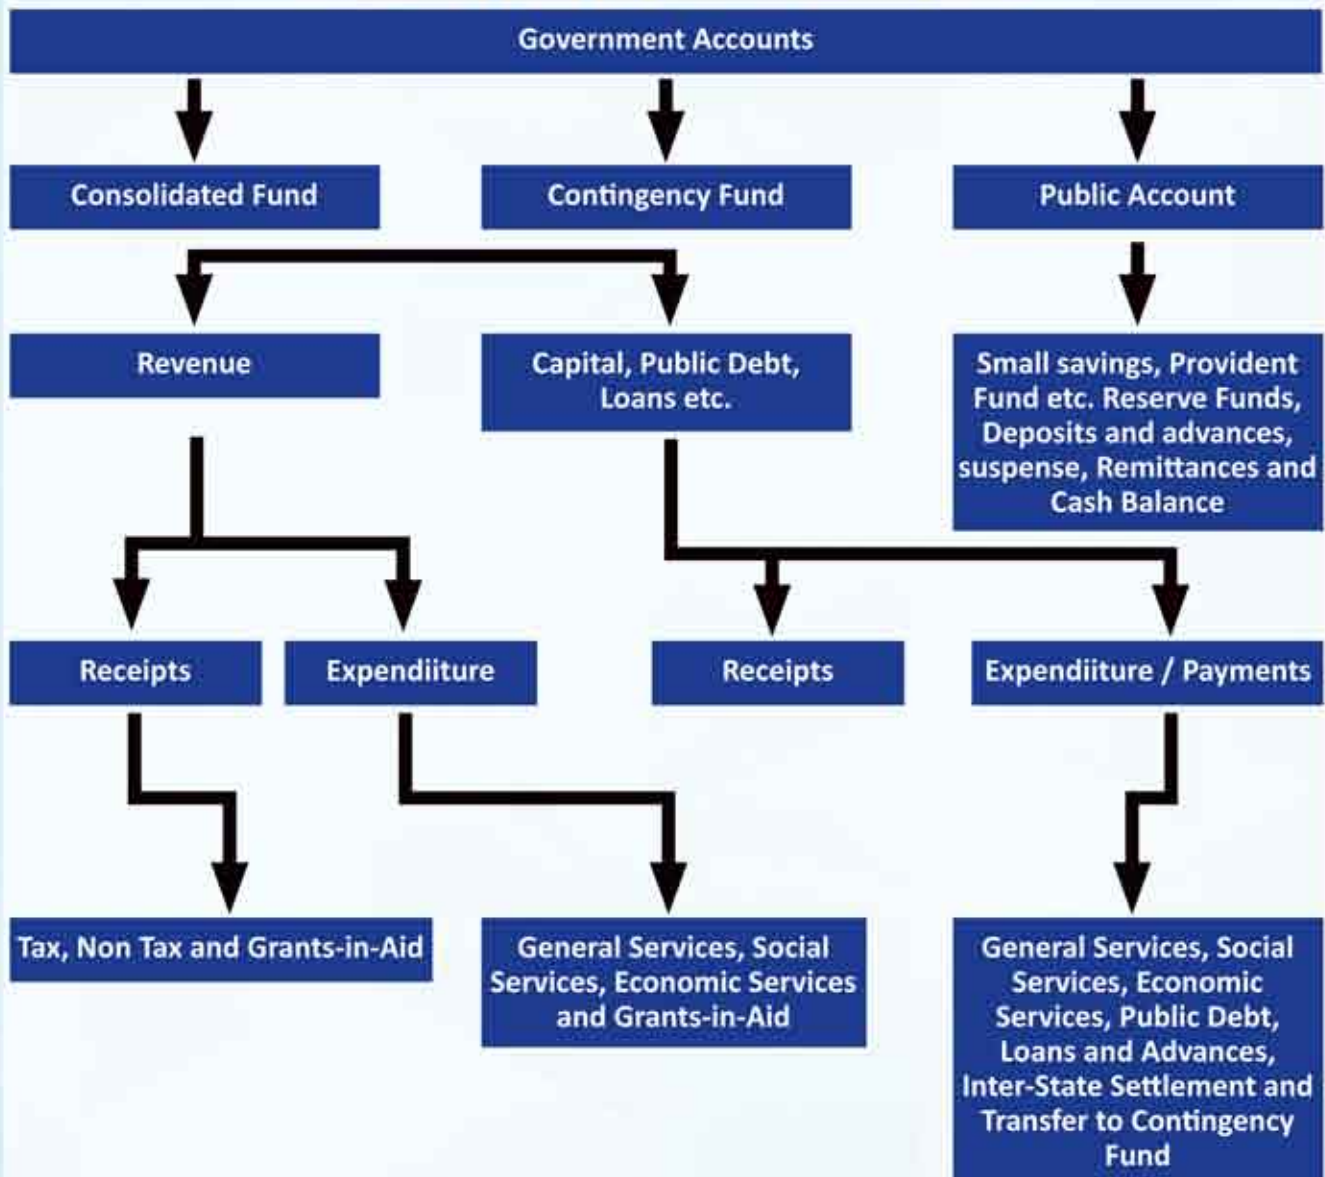 Government Accounts
Consolidated Fund
Contingency Fund
Public Account
Revenue
Capital, Public Debt,
Loans etc.
Small savings, Provident
Fund etc. Reserve Funds,
Deposits and advances,
suspense, Remittances and
Cash Balance
Receipts
Expendiiture
Receipts
Expendiiture / Payments
Tax, Non Tax and Grants-in-Aid
General Services, Social
Services, Economic Services
and Grants-in-Aid
General Services, Social
Services, Economic
Services, Public Debt,
Loans and Advances,
Inter-State Settlement and
Transfer to Contingency
Fund